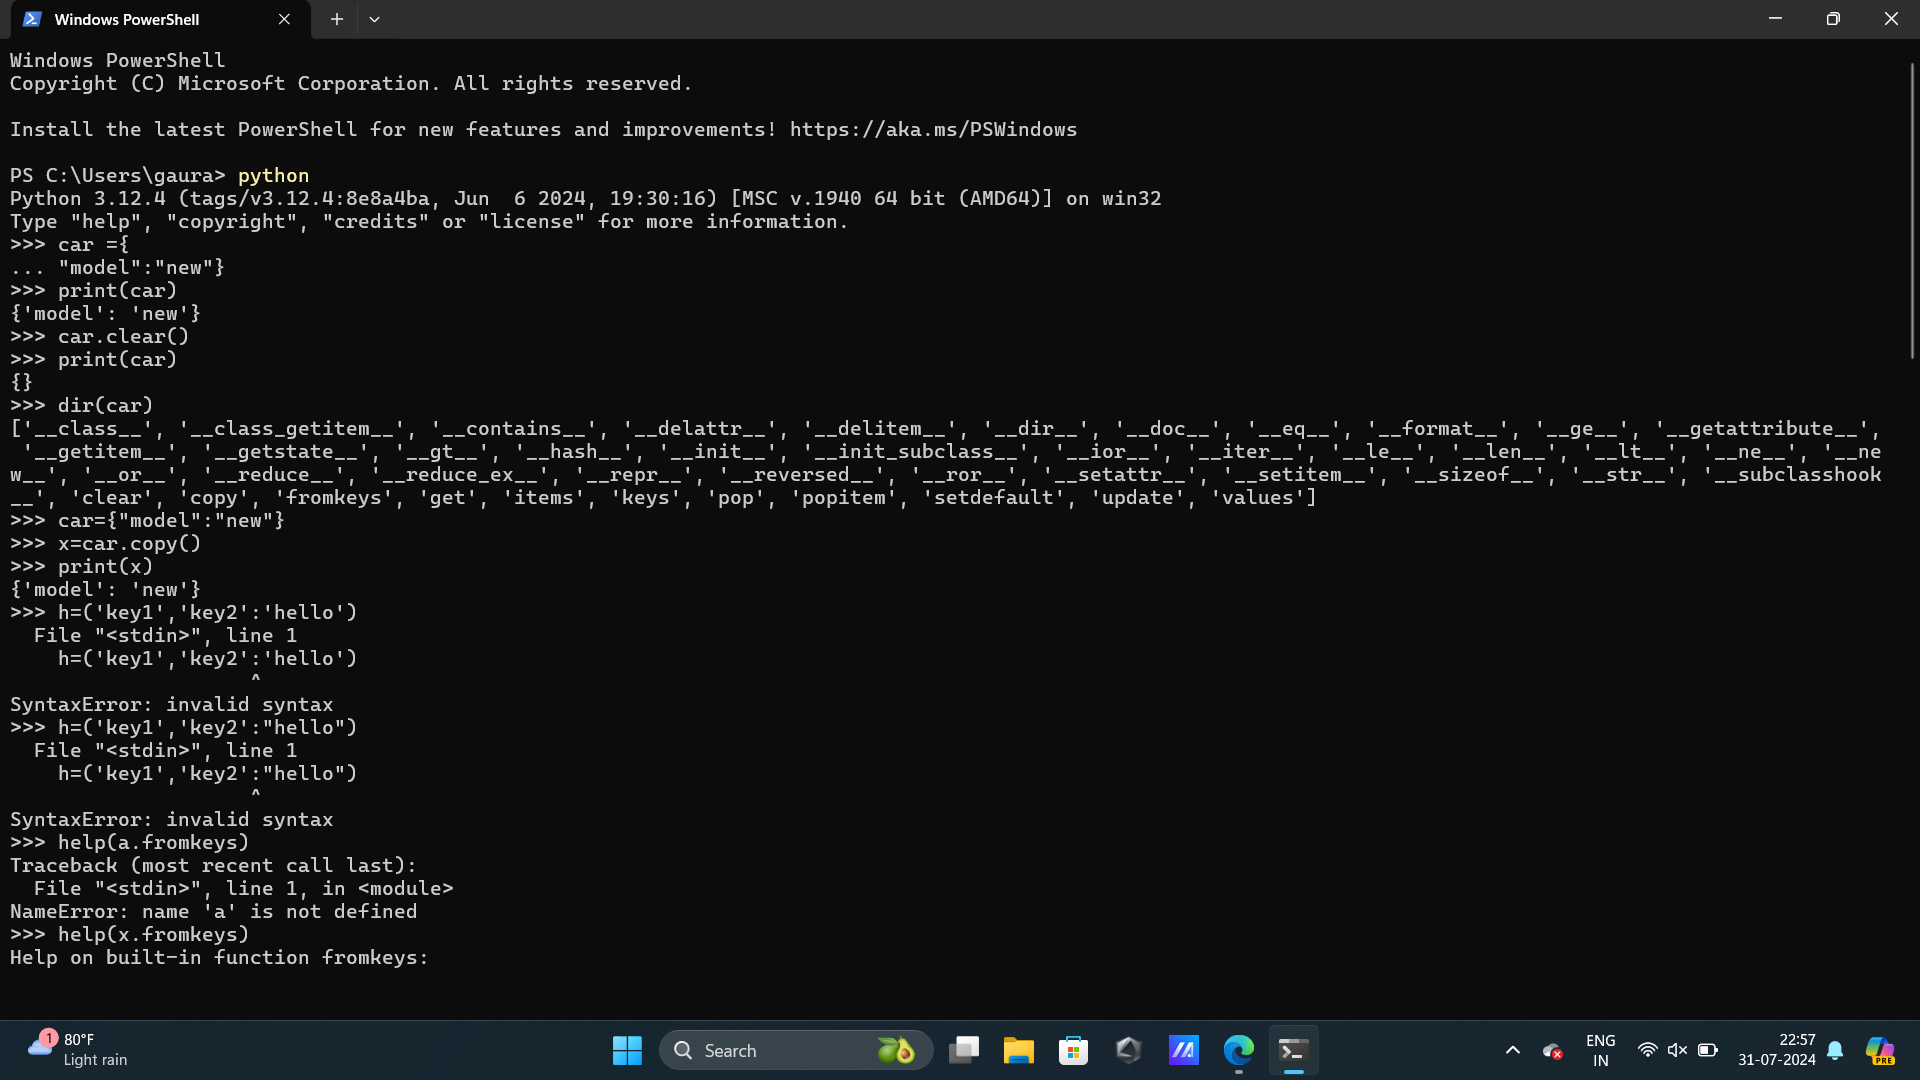 Windows PowerShell
Windows PowerShell
Copyright (C) Microsoft Corporation. All rights reserved.
Install the latest PowerShell for new features and improvements! https://aka.ms/PSWindows
PS C:\Users\gaura> python
Python 3.12.4 (tags/v3.12.4:8e8a4ba, Jun  6 2024, 19:30:16) [MSC v.1940 64 bit (AMD64)] on win32
Type "help", "copyright", "credits" or "license" for more information.
>>> car ={
... "model":"new"}
>>> print(car)
{'model': 'new'}
>>> car.clear()
>>> print(car)
{}
>>> dir(car)
['__class__', '__class_getitem__', '__contains__', '__delattr__', '__delitem__', '__dir__', '__doc__', '__eq__', '__format__', '__ge__', '__getattribute__',
 '__getitem__', '__getstate__', '__gt__', '__hash__', '__init__', '__init_subclass__', '__ior__', '__iter__', '__le__', '__len__', '__lt__', '__ne__', '__ne
w__', '__or__', '__reduce__', '__reduce_ex__', '__repr__', '__reversed__', '__ror__', '__setattr__', '__setitem__', '__sizeof__', '__str__', '__subclasshook
__', 'clear', 'copy', 'fromkeys', 'get', 'items', 'keys', 'pop', 'popitem', 'setdefault', 'update', 'values']
>>> car={"model":"new"}
>>> x=car.copy()
>>> print(x)
{'model': 'new'}
>>> h=('key1','key2':'hello')
  File "<stdin>", line 1
    h=('key1','key2':'hello')
                    ^
SyntaxError: invalid syntax
>>> h=('key1','key2':"hello")
  File "<stdin>", line 1
    h=('key1','key2':"hello")
                    ^
SyntaxError: invalid syntax
>>> help(a.fromkeys)
Traceback (most recent call last):
  File "<stdin>", line 1, in <module>
NameError: name 'a' is not defined
>>> help(x.fromkeys)
Help on built-in function fromkeys:
1
80°F
Light rain
Search
ENG
IN
22:57
31-07-2024
PRE